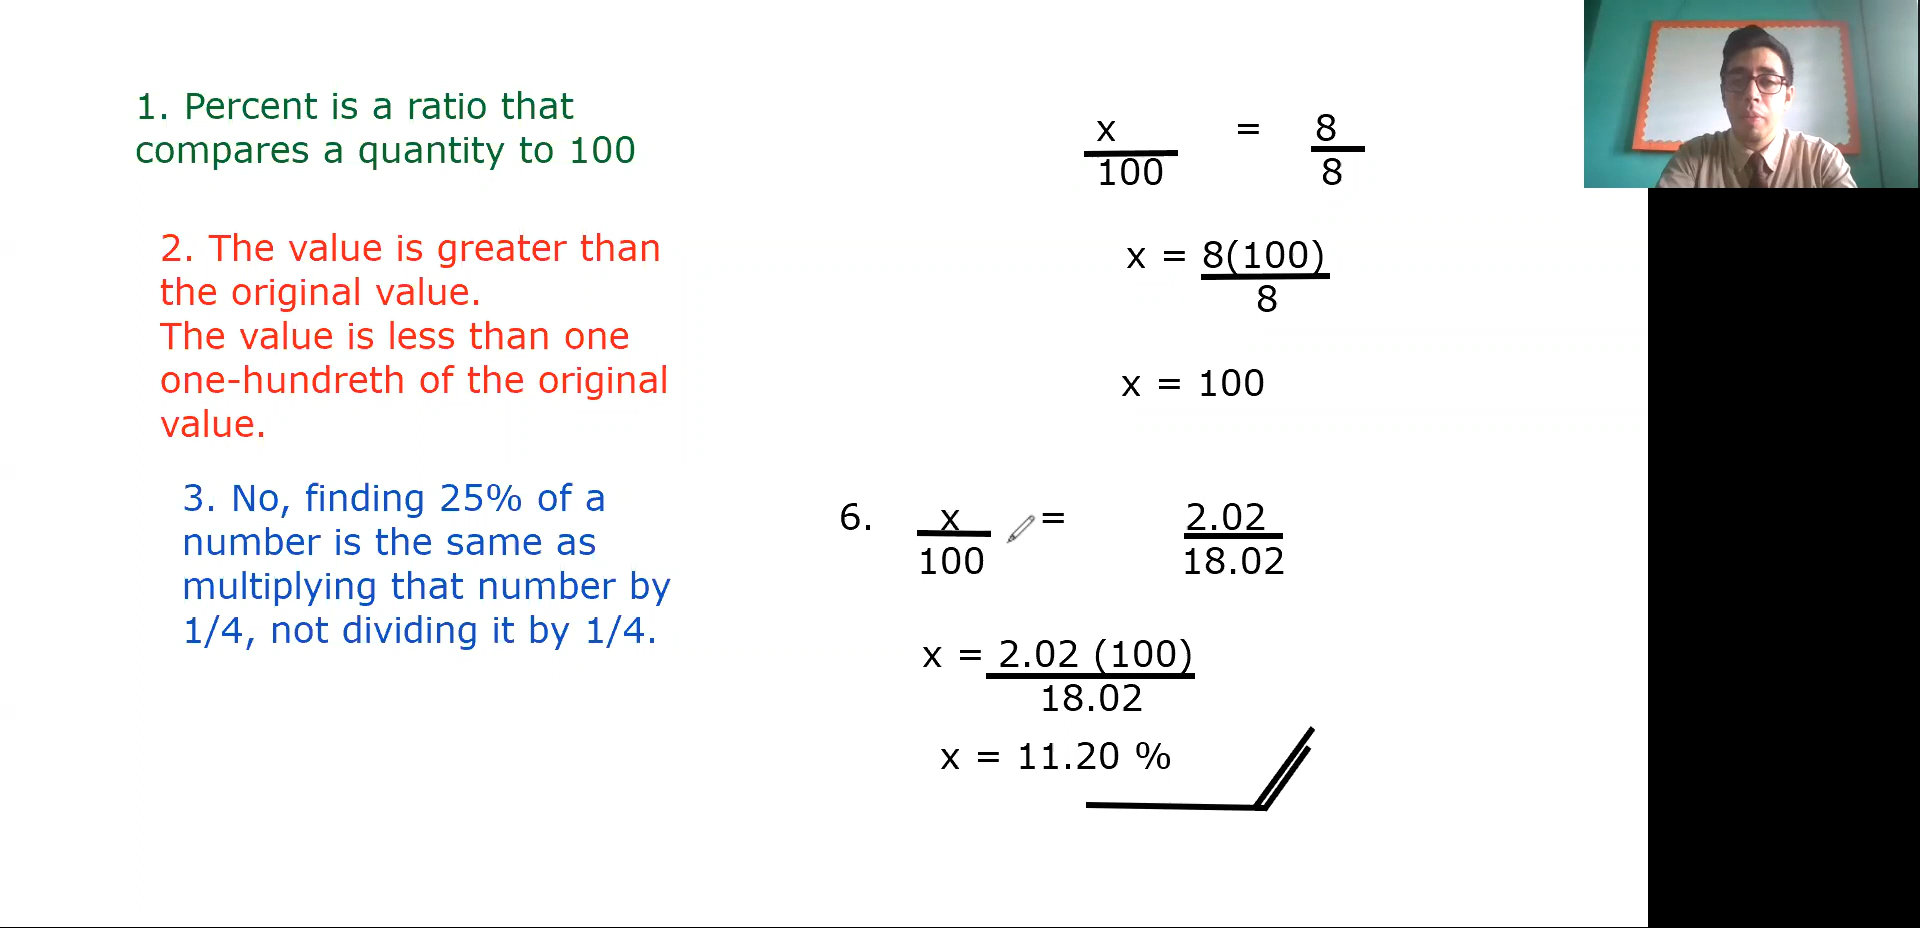 1. Percent is a ratio that
compares a quantity to 100
2. The value is greater than
the original value.
The value is less than one
one-hundreth of the original
value.
3. No, finding 25% of a
number is the same as
multiplying that number by
1/4, not dividing it by 1/4.
x = 8
100 8
x = 8(100)
8
x = 100
6. x = 2.02
100 18.02
x = 2.02 (100)
18.02
x = 11.20 %